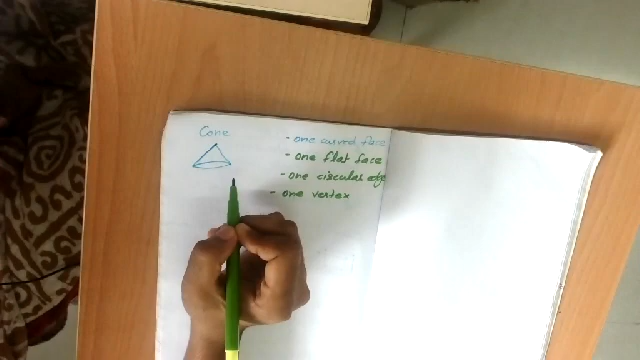 Cone
- one curved face
- one flat face
- one circular edge
- one vertex